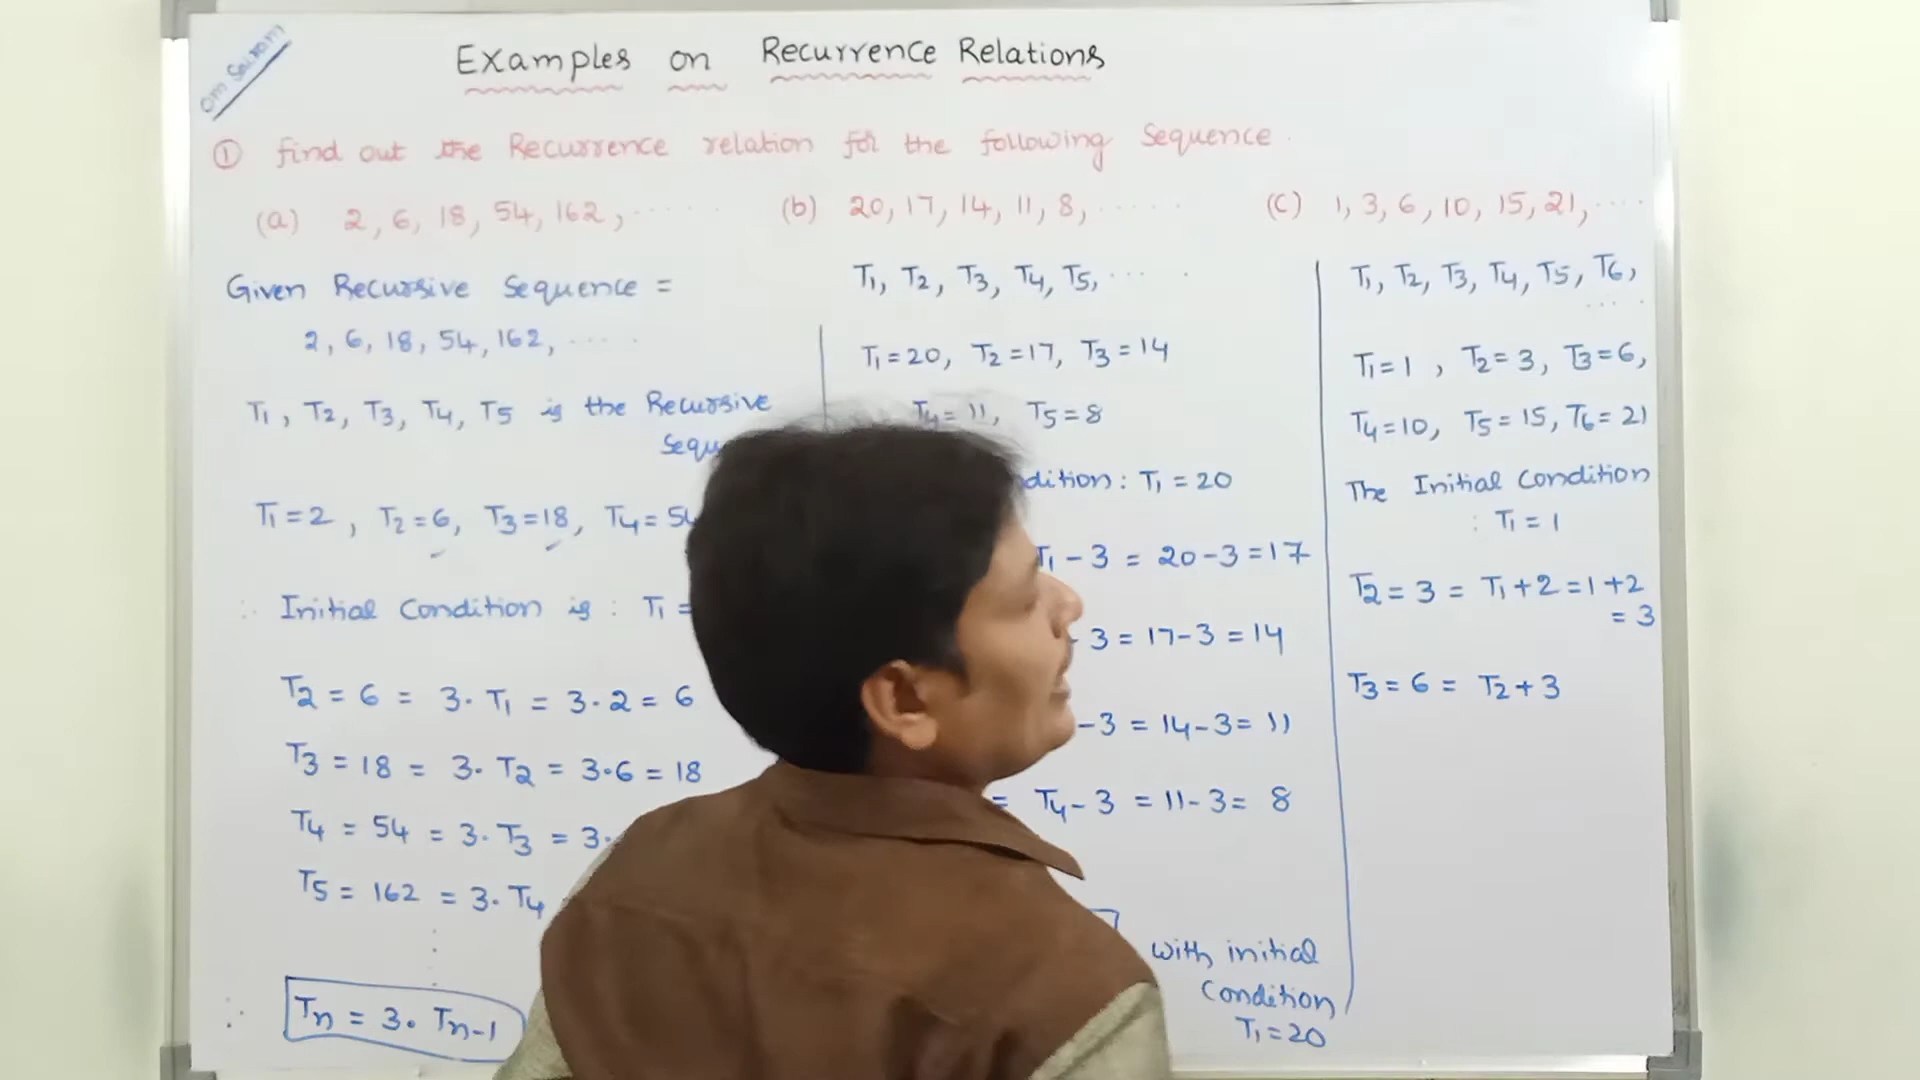 Om Sairam
Examples on Recurrence Relations
① find out the Recurrence relation for the following Sequence.
(a) 2, 6, 18, 54, 162, ......
(b) 20, 17, 14, 11, 8, ......
(c) 1, 3, 6, 10, 15, 21, ....
Given Recursive Sequence =
2, 6, 18, 54, 162, .....
T1, T2, T3, T4, T5 is the Recursive
T1 = 2, T2 = 6, T3 = 18, T4 =
∴ Initial Condition is : T1 =
T2 = 6 = 3. T1 = 3.2 = 6
T3 = 18 = 3. T2 = 3.6 = 18
T4 = 54 = 3. T3 = 3.
T5 = 162 = 3. T4
∴ Tn = 3. Tn-1
T1, T2, T3, T4, T5, .....
T1 = 20, T2 = 17, T3 = 14
T4 = 11, T5 = 8
: T1 = 20
T1 - 3 = 20 - 3 = 17
3 = 17 - 3 = 14
- 3 = 14 - 3 = 11
= T4 - 3 = 11 - 3 = 8
with initial
Condition
T1 = 20
T1, T2, T3, T4, T5, T6,
.....
T1 = 1, T2 = 3, T3 = 6,
T4 = 10, T5 = 15, T6 = 21
The Initial Condition
: T1 = 1
T2 = 3 = T1 + 2 = 1 + 2
= 3
T3 = 6 = T2 + 3